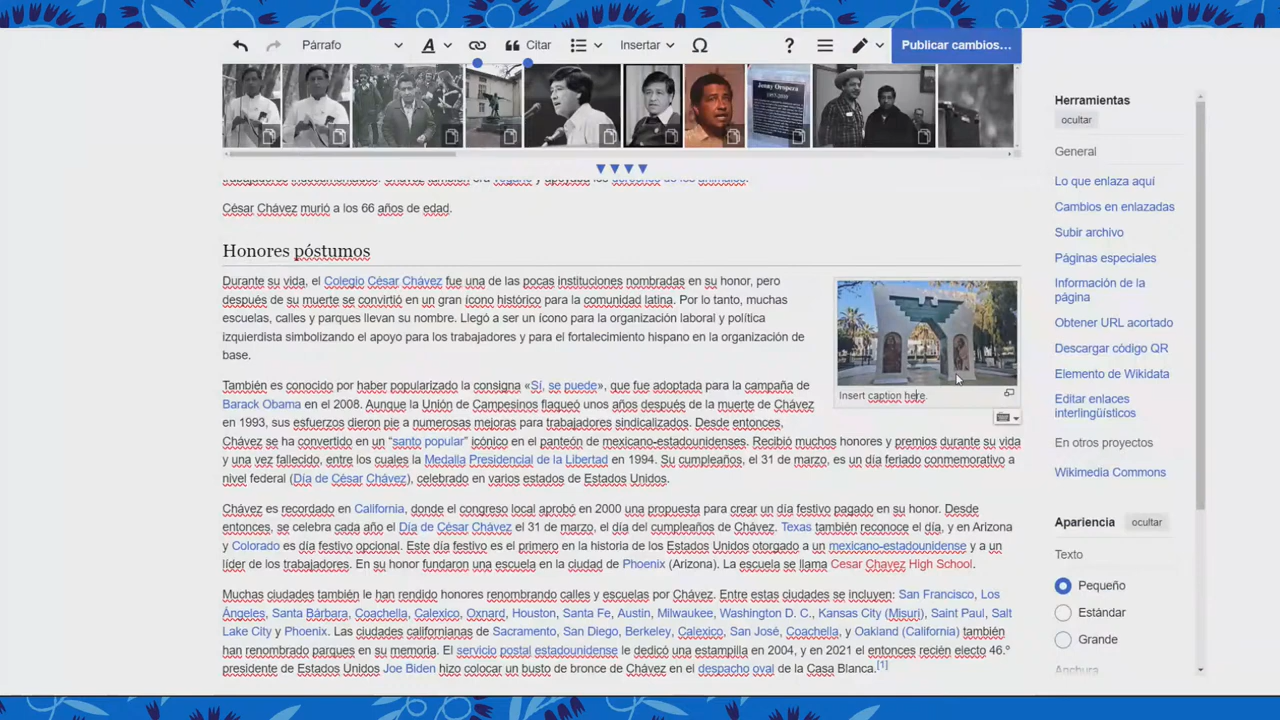 Párrafo
A
Citar
Insertar
Ω
?
Publicar cambios...
Jenny Oropeza
trabajadores indocumentados. Chávez también era vegano y apoyaba los derechos de los animales.
César Chávez murió a los 66 años de edad.
Honores póstumos
Durante su vida, el Colegio César Chávez fue una de las pocas instituciones nombradas en su honor, pero
después de su muerte se convirtió en un gran ícono histórico para la comunidad latina. Por lo tanto, muchas
escuelas, calles y parques llevan su nombre. Llegó a ser un ícono para la organización laboral y política
izquierdista simbolizando el apoyo para los trabajadores y para el fortalecimiento hispano en la organización de
base.
Insert caption here.
También es conocido por haber popularizado la consigna «Sí, se puede», que fue adoptada para la campaña de
Barack Obama en el 2008. Aunque la Unión de Campesinos flaqueó unos años después de la muerte de Chávez
en 1993, sus esfuerzos dieron pie a numerosas mejoras para trabajadores sindicalizados. Desde entonces,
Chávez se ha convertido en un “santo popular” icónico en el panteón de mexicano-estadounidenses. Recibió muchos honores y premios durante su vida
y una vez fallecido, entre los cuales la Medalla Presidencial de la Libertad en 1994. Su cumpleaños, el 31 de marzo, es un día feriado conmemorativo a
nivel federal (Día de César Chávez), celebrado en varios estados de Estados Unidos.
Chávez es recordado en California, donde el congreso local aprobó en 2000 una propuesta para crear un día festivo pagado en su honor. Desde
entonces, se celebra cada año el Día de César Chávez el 31 de marzo, el día del cumpleaños de Chávez. Texas también reconoce el día, y en Arizona
y Colorado es día festivo opcional. Este día festivo es el primero en la historia de los Estados Unidos otorgado a un mexicano-estadounidense y a un
líder de los trabajadores. En su honor fundaron una escuela en la ciudad de Phoenix (Arizona). La escuela se llama Cesar Chavez High School.
Muchas ciudades también le han rendido honores renombrando calles y escuelas por Chávez. Entre estas ciudades se incluyen: San Francisco, Los
Ángeles, Santa Bárbara, Coachella, Calexico, Oxnard, Houston, Santa Fe, Austin, Milwaukee, Washington D. C., Kansas City (Misuri), Saint Paul, Salt
Lake City y Phoenix. Las ciudades californianas de Sacramento, San Diego, Berkeley, Calexico, San José, Coachella, y Oakland (California) también
han renombrado parques en su memoria. El servicio postal estadounidense le dedicó una estampilla en 2004, y en 2021 el entonces recién electo 46.º
presidente de Estados Unidos Joe Biden hizo colocar un busto de bronce de Chávez en el despacho oval de la Casa Blanca.[1]
Herramientas
ocultar
General
Lo que enlaza aquí
Cambios en enlazadas
Subir archivo
Páginas especiales
Información de la
página
Obtener URL acortado
Descargar código QR
Elemento de Wikidata
Editar enlaces
interlingüísticos
En otros proyectos
Wikimedia Commons
Apariencia
ocultar
Texto
Pequeño
Estándar
Grande
Anchura